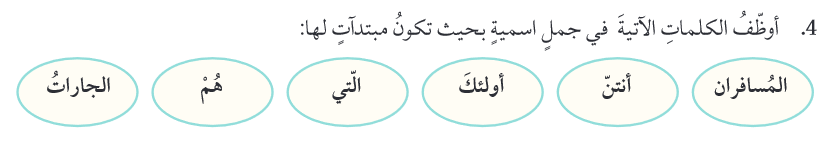 4. أوظّفُ الكلماتِ الآتيةَ في جملٍ اسميةٍ بحيث تكونُ مبتدآتٍ لها:
المُسافران أنتنّ أولئكَ الّتي هُمْ الجاراتُ